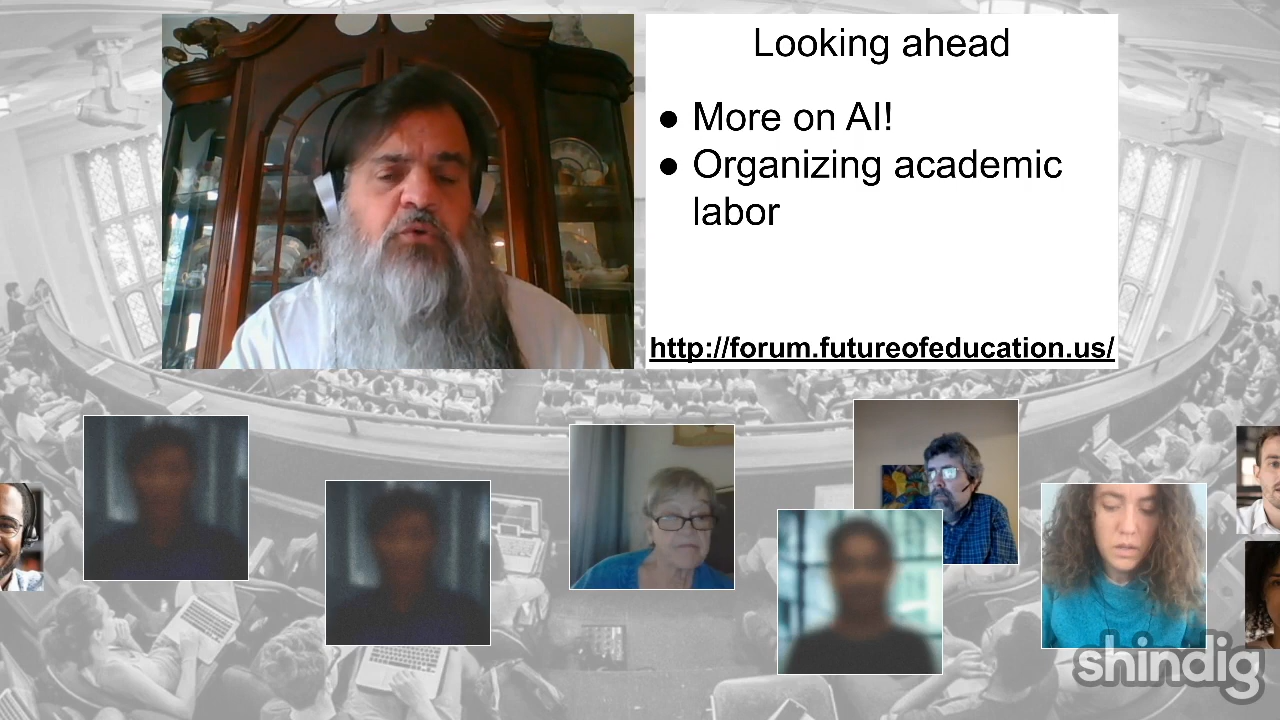 Looking ahead
● More on AI!
● Organizing academic
labor
http://forum.futureofeducation.us/
shindig